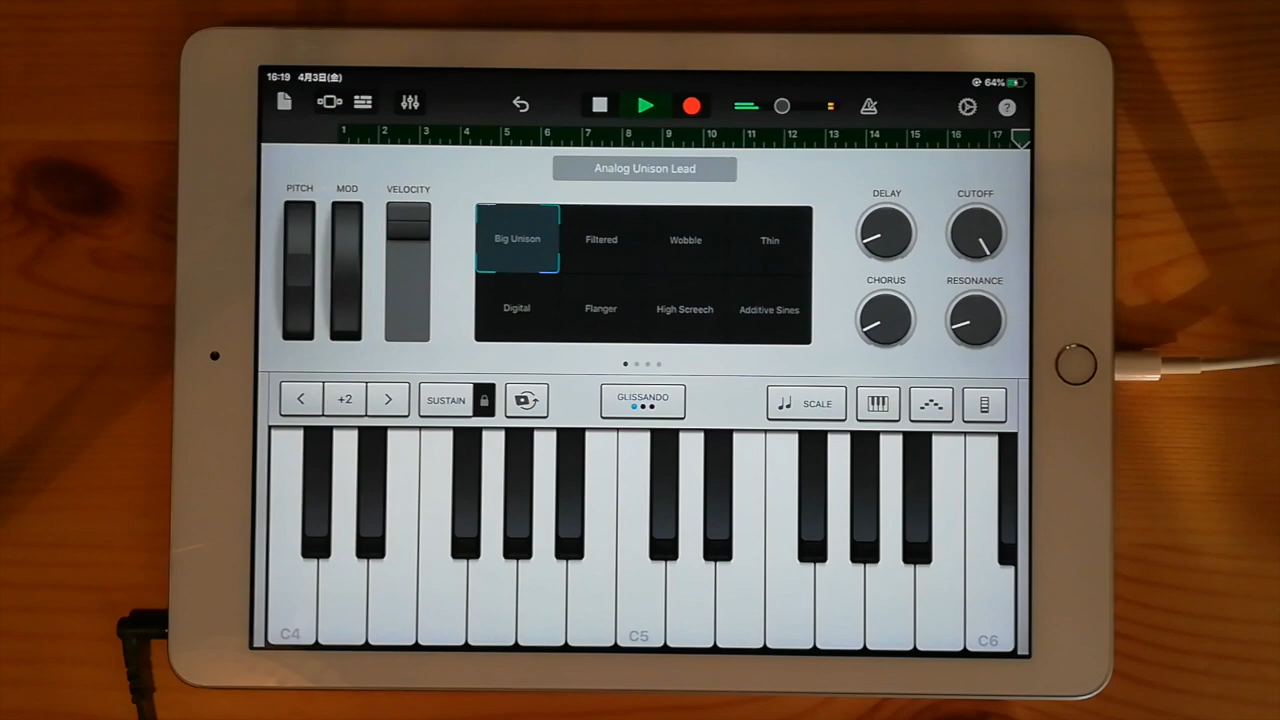 16:19 4月3日(金)
64%
?
1 2 3 4 5 6 7 8 9 10 11 12 13 14 15 16 17
Analog Unison Lead
PITCH MOD VELOCITY
DELAY CUTOFF
Big Unison Filtered Wobble Thin
CHORUS RESONANCE
Digital Flanger High Screech Additive Sines
+2
SUSTAIN
GLISSANDO
SCALE
C4 C5 C6